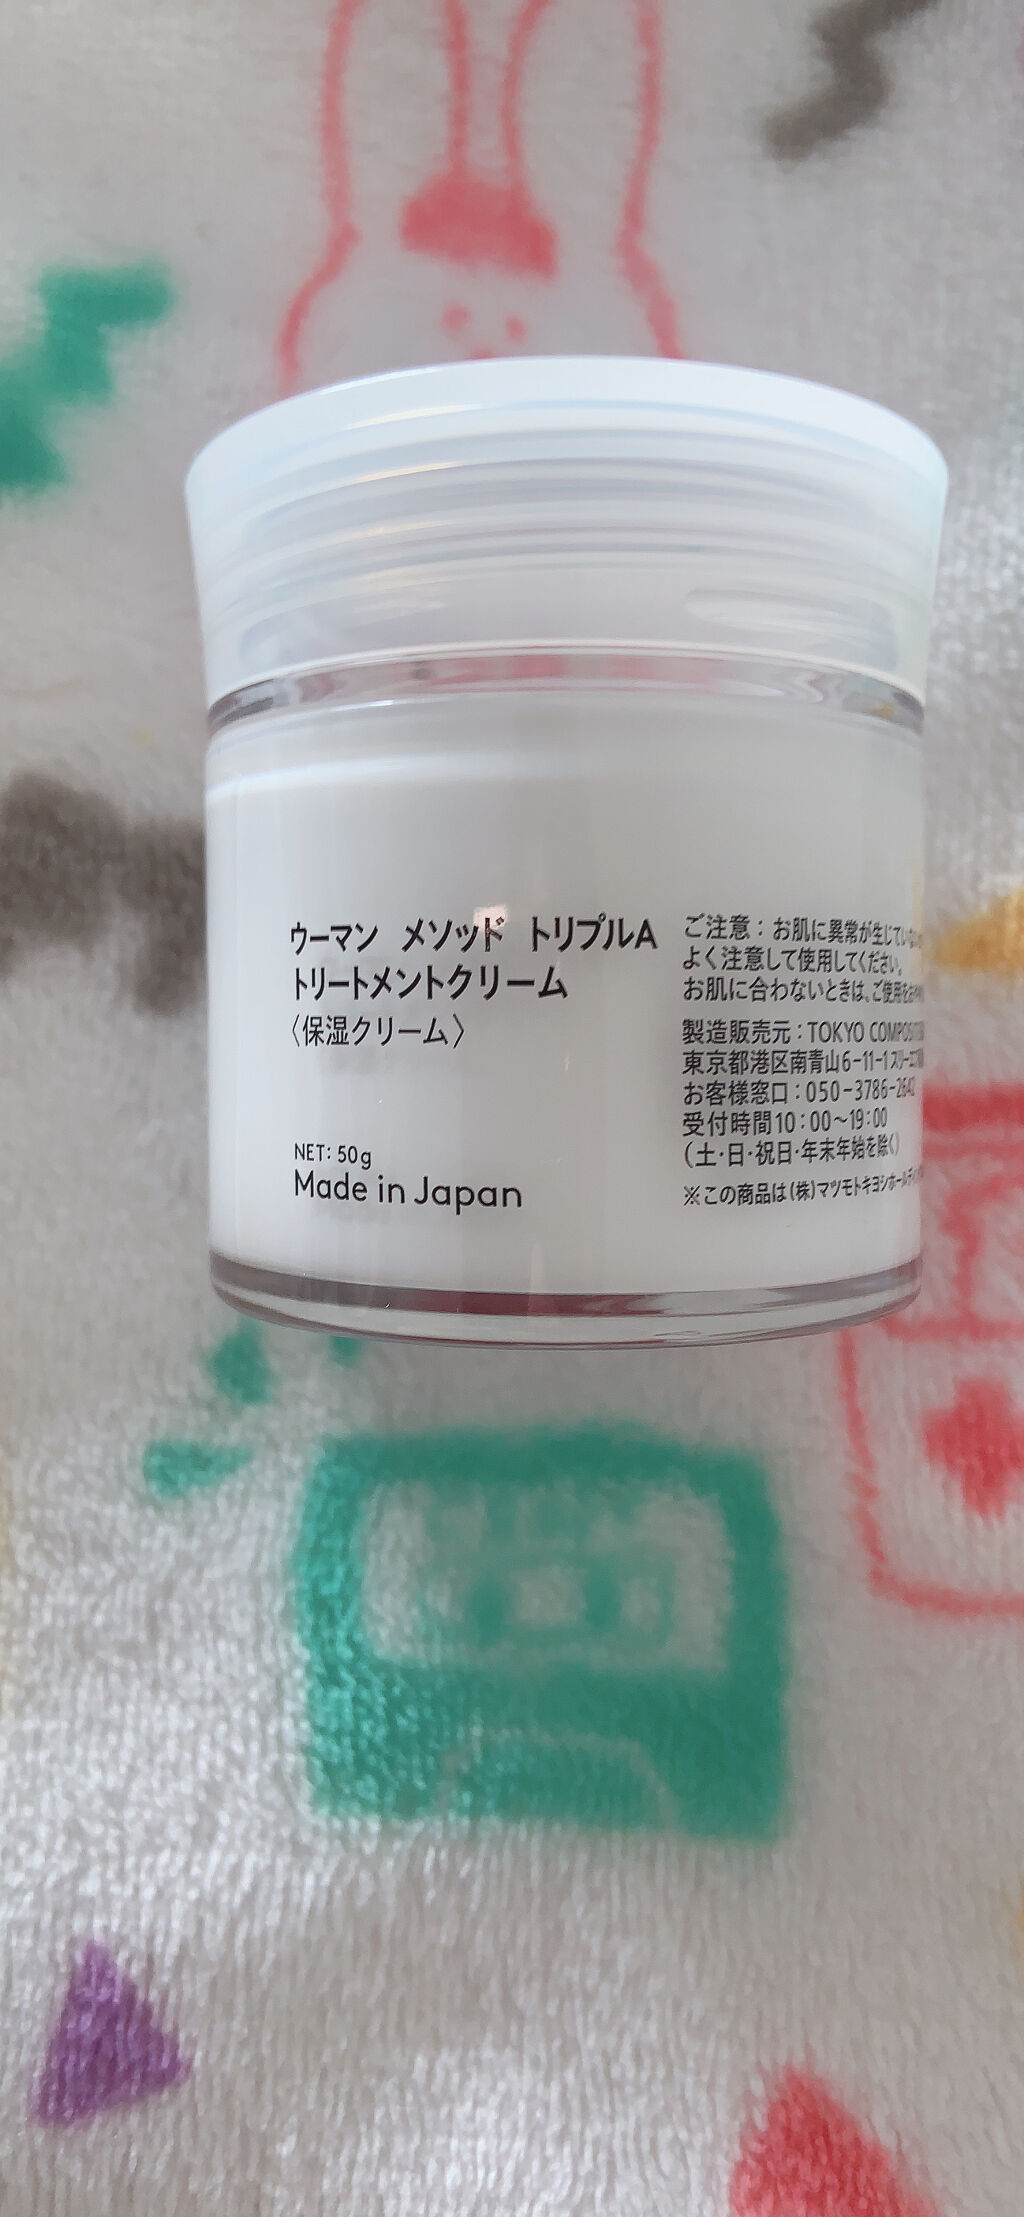 ウーマン メソッド トリプルA
トリートメントクリーム
〈保湿クリーム〉
NET: 50g
Made in Japan
ご注意：お肌に異常が生じていないか
よく注意して使用してください。
お肌に合わないときは、ご使用を
製造販売元：TOKYO
東京都港区南青山6-11-1
お客様窓口：050-3786-2642
受付時間10：00〜19：00
(土・日・祝日・年末年始を除く)
※この商品は(株)マツモトキヨシホールディ